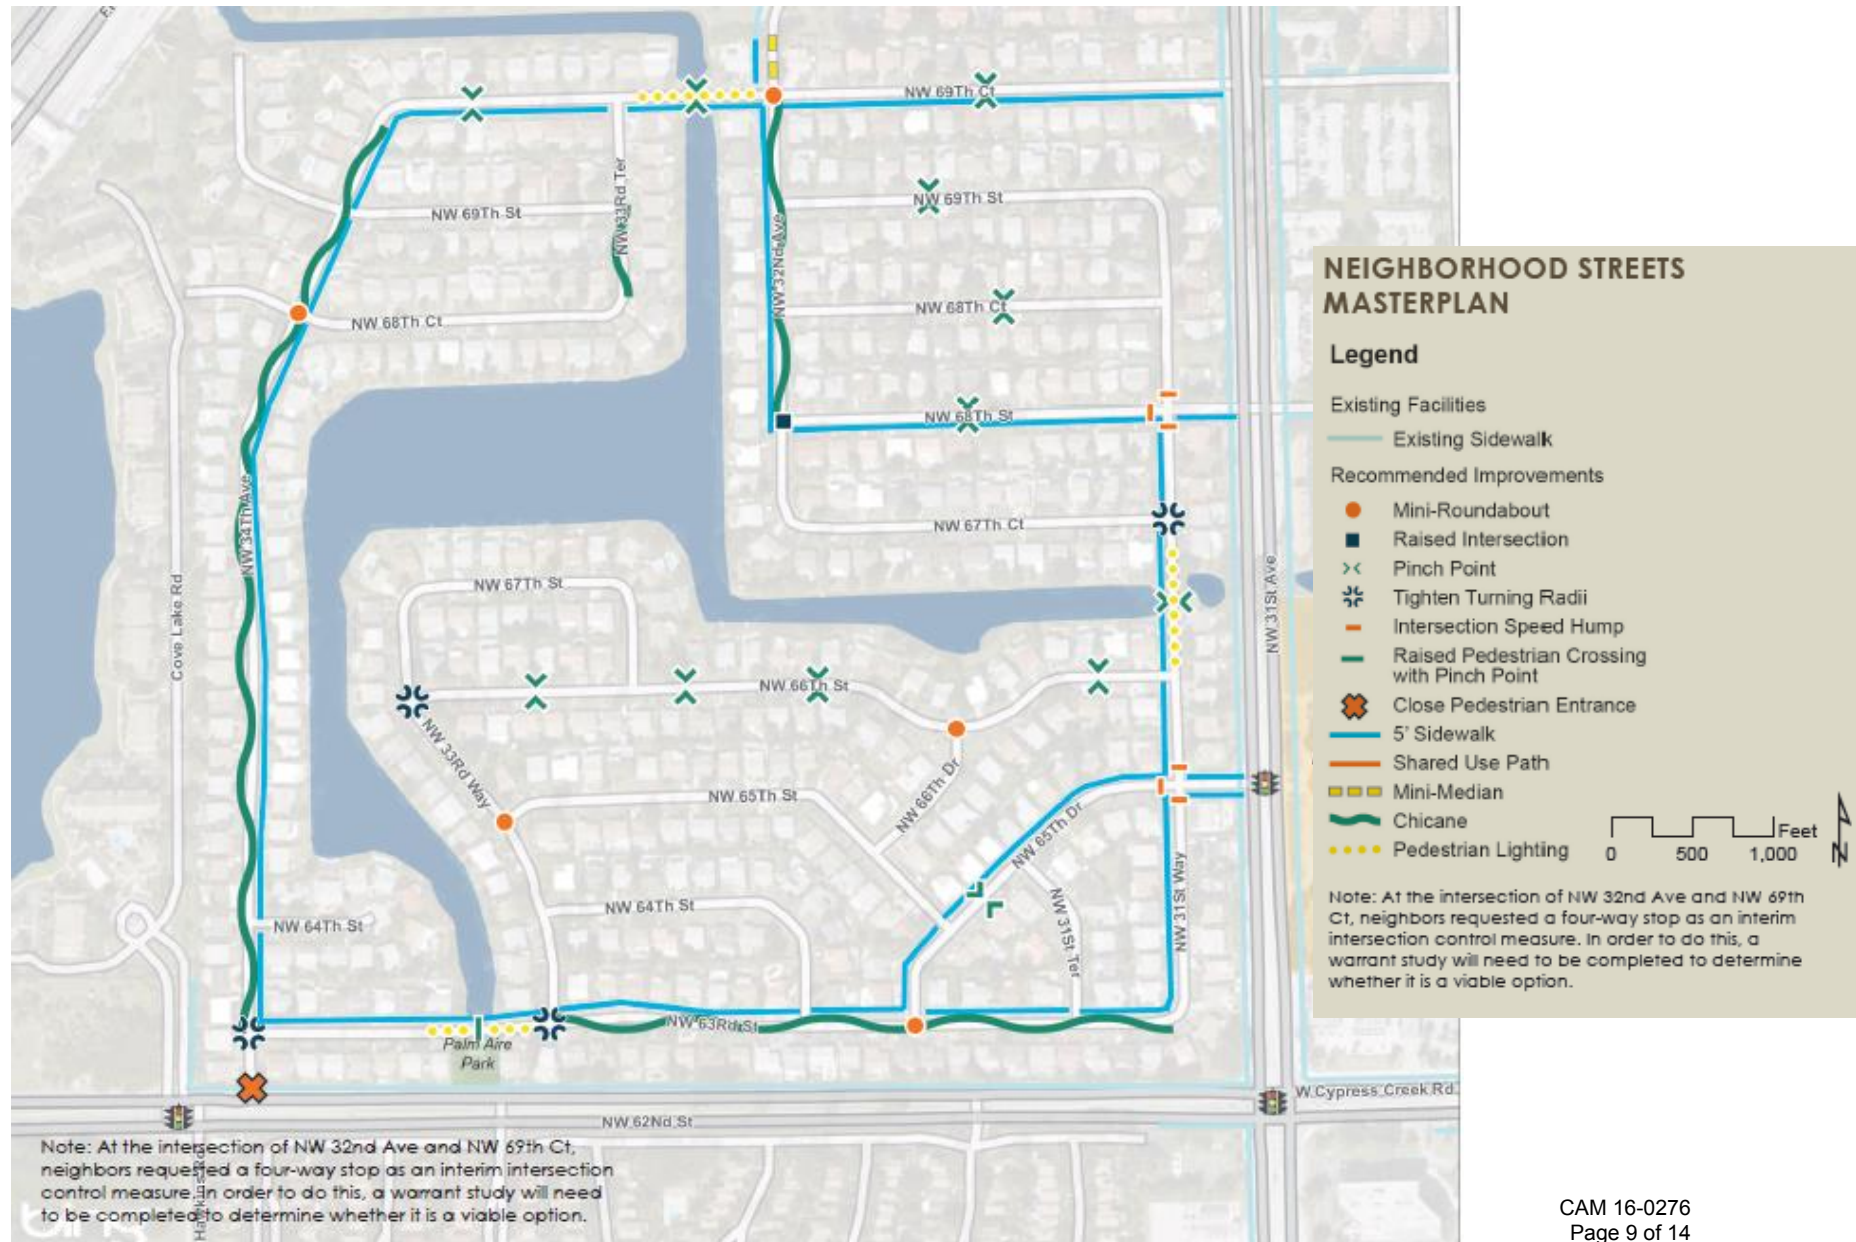 NW 69Th Ct
NW 69Th St
NW 33Rd Ter
NW 69Th St
NW 32Nd Ave
NW 68Th Ct
NW 68Th Ct
NW 68Th St
NW 34Th Ave
NW 67Th Ct
NW 67Th St
Cove Lake Rd
NW 31St Ave
NW 66Th St
NW 33Rd Way
NW 66Th Dr
NW 65Th St
NW 65Th Dr
NW 64Th St
NW 64Th St
NW 31St Ter
NW 31St Way
NW 63Rd St
Palm Aire
Park
W Cypress Creek Rd
NW 62Nd St
Note: At the intersection of NW 32nd Ave and NW 69th Ct,
neighbors requested a four-way stop as an interim intersection
control measure. In order to do this, a warrant study will need
to be completed to determine whether it is a viable option.
NEIGHBORHOOD STREETS
MASTERPLAN
Legend
Existing Facilities
Existing Sidewalk
Recommended Improvements
Mini-Roundabout
Raised Intersection
Pinch Point
Tighten Turning Radii
Intersection Speed Hump
Raised Pedestrian Crossing
with Pinch Point
Close Pedestrian Entrance
5' Sidewalk
Shared Use Path
Mini-Median
Chicane
Pedestrian Lighting
Feet
0 500 1,000
N
Note: At the intersection of NW 32nd Ave and NW 69th
Ct, neighbors requested a four-way stop as an interim
intersection control measure. In order to do this, a
warrant study will need to be completed to determine
whether it is a viable option.
CAM 16-0276
Page 9 of 14